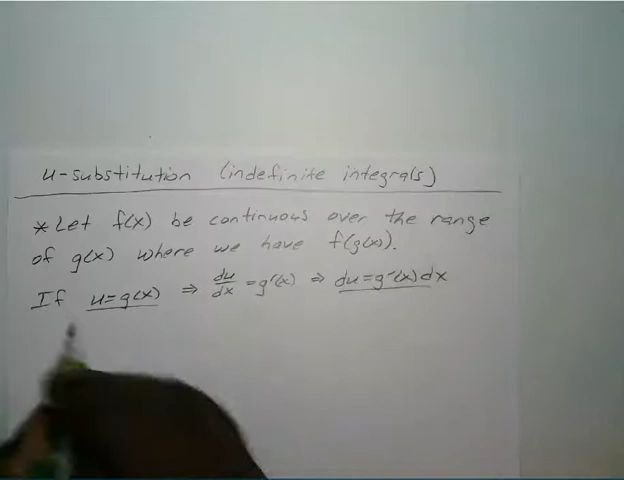 u-substitution (indefinite integrals)
*Let f(x) be continuous over the range
of g(x) where we have f(g(x)).
If u=g(x) ⇒ du/dx = g'(x) ⇒ du=g'(x)dx